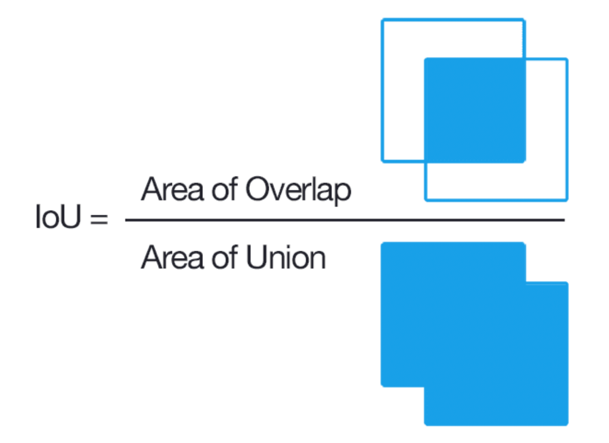 Area of Overlap
IoU =
Area of Union